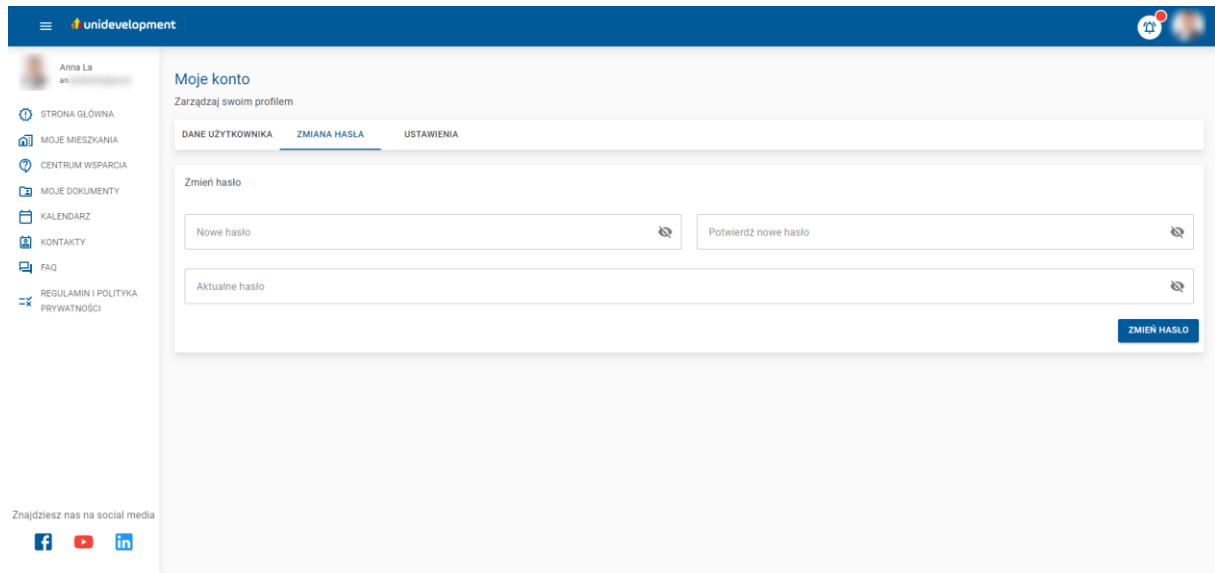 unidevelopment
Anna La
an
STRONA GŁÓWNA
MOJE MIESZKANIA
CENTRUM WSPARCIA
MOJE DOKUMENTY
KALENDARZ
KONTAKTY
FAQ
REGULAMIN I POLITYKA
PRYWATNOŚCI
Znajdziesz nas na social media
Moje konto
Zarządzaj swoim profilem
DANE UŻYTKOWNIKA ZMIANA HASŁA USTAWIENIA
Zmień hasło
Nowe hasło Potwierdź nowe hasło
Aktualne hasło
ZMIEŃ HASŁO